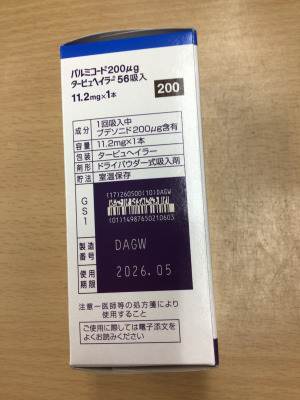 パルミコート200μg
タービュヘイラー® 56吸入
11.2mg×1本
200
成分 1回吸入中
ブデソニド200μg含有
容量 11.2mg×1本
包装 タービュヘイラー
剤形 ドライパウダー式吸入剤
貯法 室温保存
GS1
(17)260500(10)DAGW
(01)14987650210603
製造番号 DAGW
使用期限 2026.05
注意－医師等の処方箋により
使用すること
ご使用に際しては電子添文を
よくお読みください